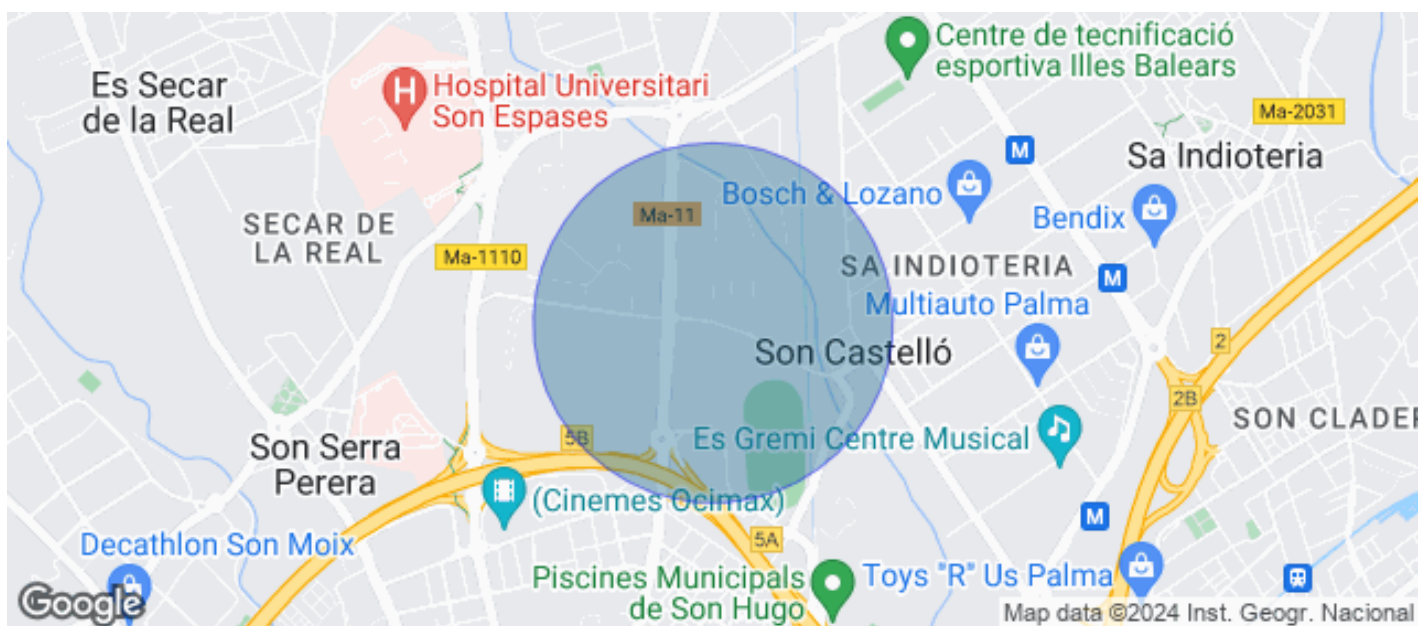 Es Secar
de la Real
Hospital Universitari
Son Espases
H
Centre de tecnificació
esportiva Illes Balears
Ma-2031
M
Sa Indioteria
Bosch & Lozano
Bendix
SECAR DE
LA REAL
Ma-11
Ma-1110
SA INDIOTERIA
M
Multiauto Palma
Son Castelló
2
2B
SON CLADER
Son Serra
Perera
5B
Es Gremi Centre Musical
(Cinemes Ocimax)
M
Decathlon Son Moix
5A
Piscines Municipals
de Son Hugo
Toys "R" Us Palma
Google
Map data ©2024 Inst. Geogr. Nacional